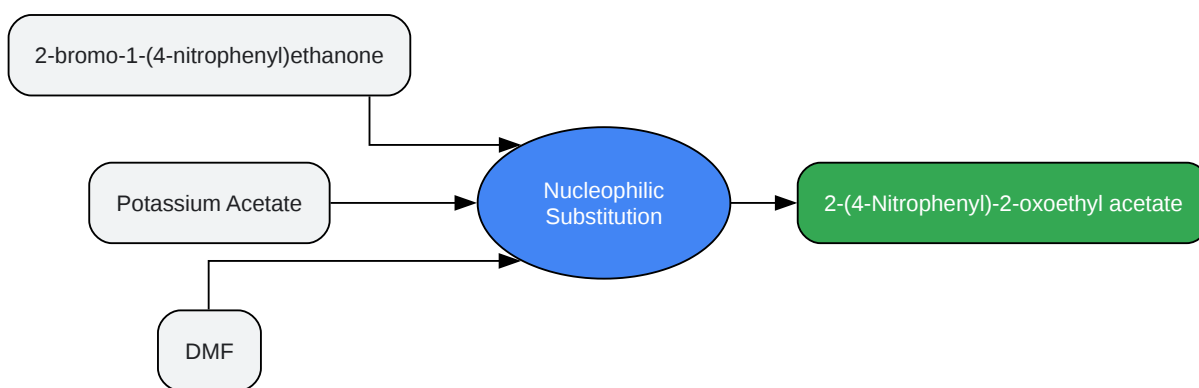 2-bromo-1-(4-nitrophenyl)ethanone
Potassium Acetate
DMF
Nucleophilic
Substitution
2-(4-Nitrophenyl)-2-oxoethyl acetate